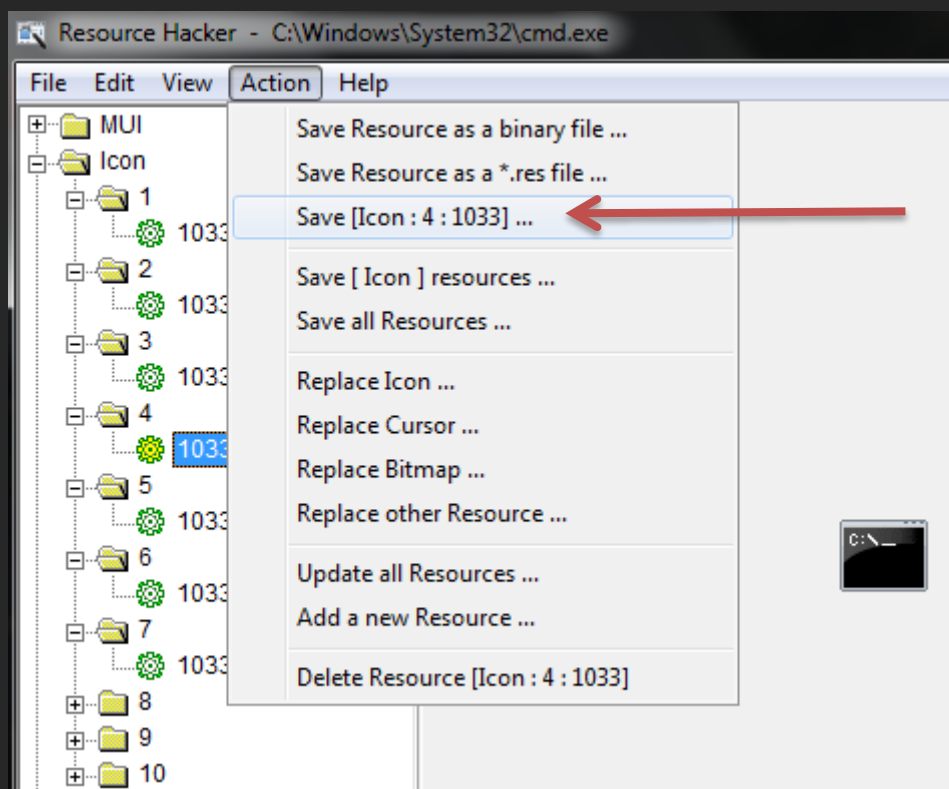 Resource Hacker - C:\Windows\System32\cmd.exe
File Edit View Action Help
MUI
Icon
1
1033
2
1033
3
1033
4
1033
5
1033
6
1033
7
1033
8
9
10
Save Resource as a binary file ...
Save Resource as a *.res file ...
Save [Icon : 4 : 1033] ...
Save [ Icon ] resources ...
Save all Resources ...
Replace Icon ...
Replace Cursor ...
Replace Bitmap ...
Replace other Resource ...
Update all Resources ...
Add a new Resource ...
Delete Resource [Icon : 4 : 1033]
C:\_